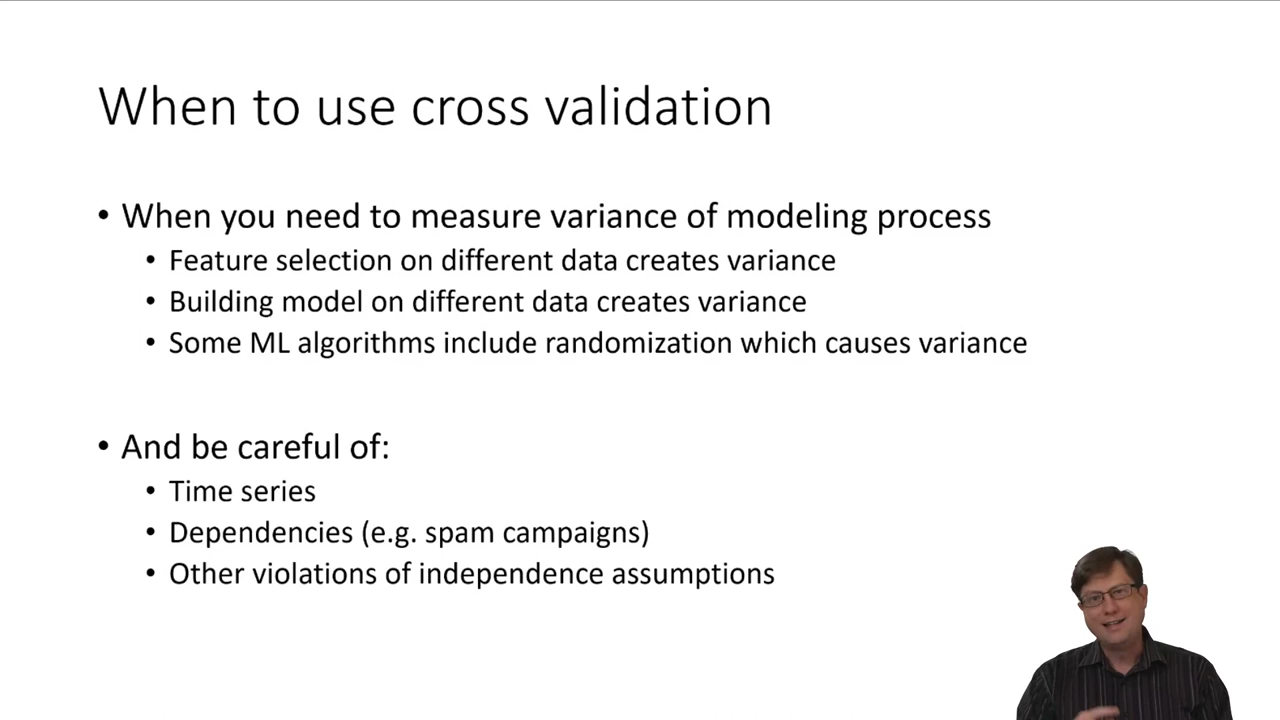 When to use cross validation
• When you need to measure variance of modeling process
• Feature selection on different data creates variance
• Building model on different data creates variance
• Some ML algorithms include randomization which causes variance
• And be careful of:
• Time series
• Dependencies (e.g. spam campaigns)
• Other violations of independence assumptions